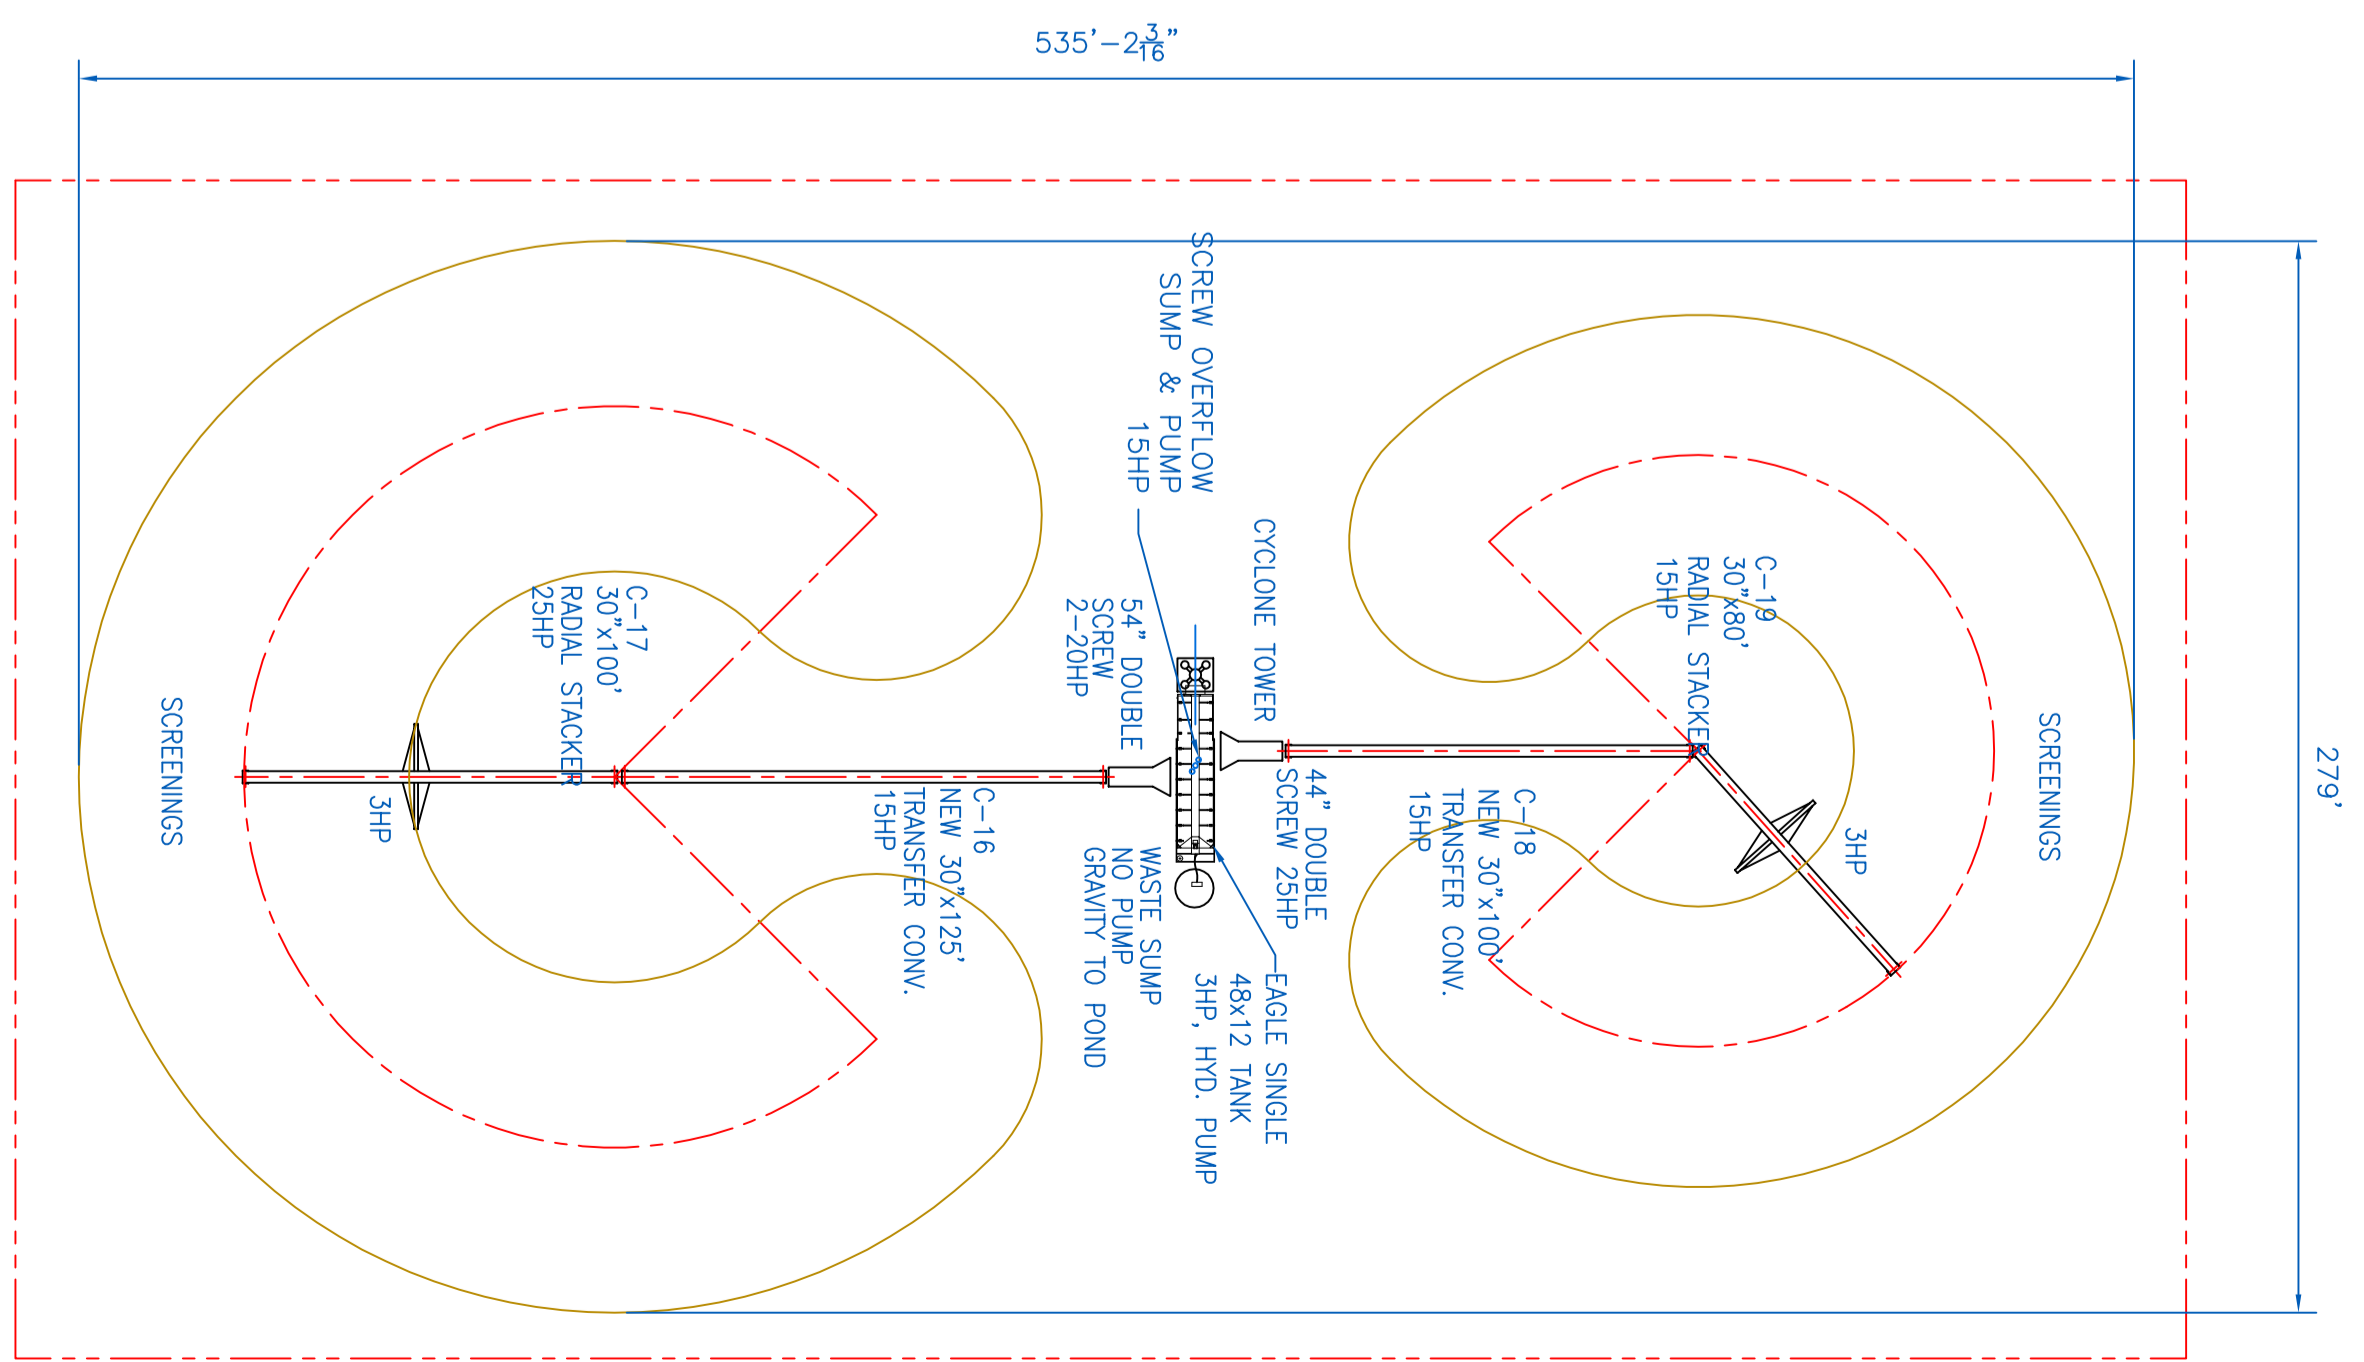 535'-2 3/16"
279'
SCREW OVERFLOW
SUMP & PUMP
15HP
CYCLONE TOWER
54" DOUBLE
SCREW
2-20HP
C-17
30"x100'
RADIAL STACKER
25HP
SCREENINGS
3HP
C-16
NEW 30"x125'
TRANSFER CONV.
15HP
WASTE SUMP
NO PUMP
GRAVITY TO POND
44" DOUBLE
SCREW 25HP
EAGLE SINGLE
48x12 TANK
3HP, HYD. PUMP
C-18
NEW 30"x100'
TRANSFER CONV.
15HP
C-19
30"x80'
RADIAL STACKER
15HP
3HP
SCREENINGS